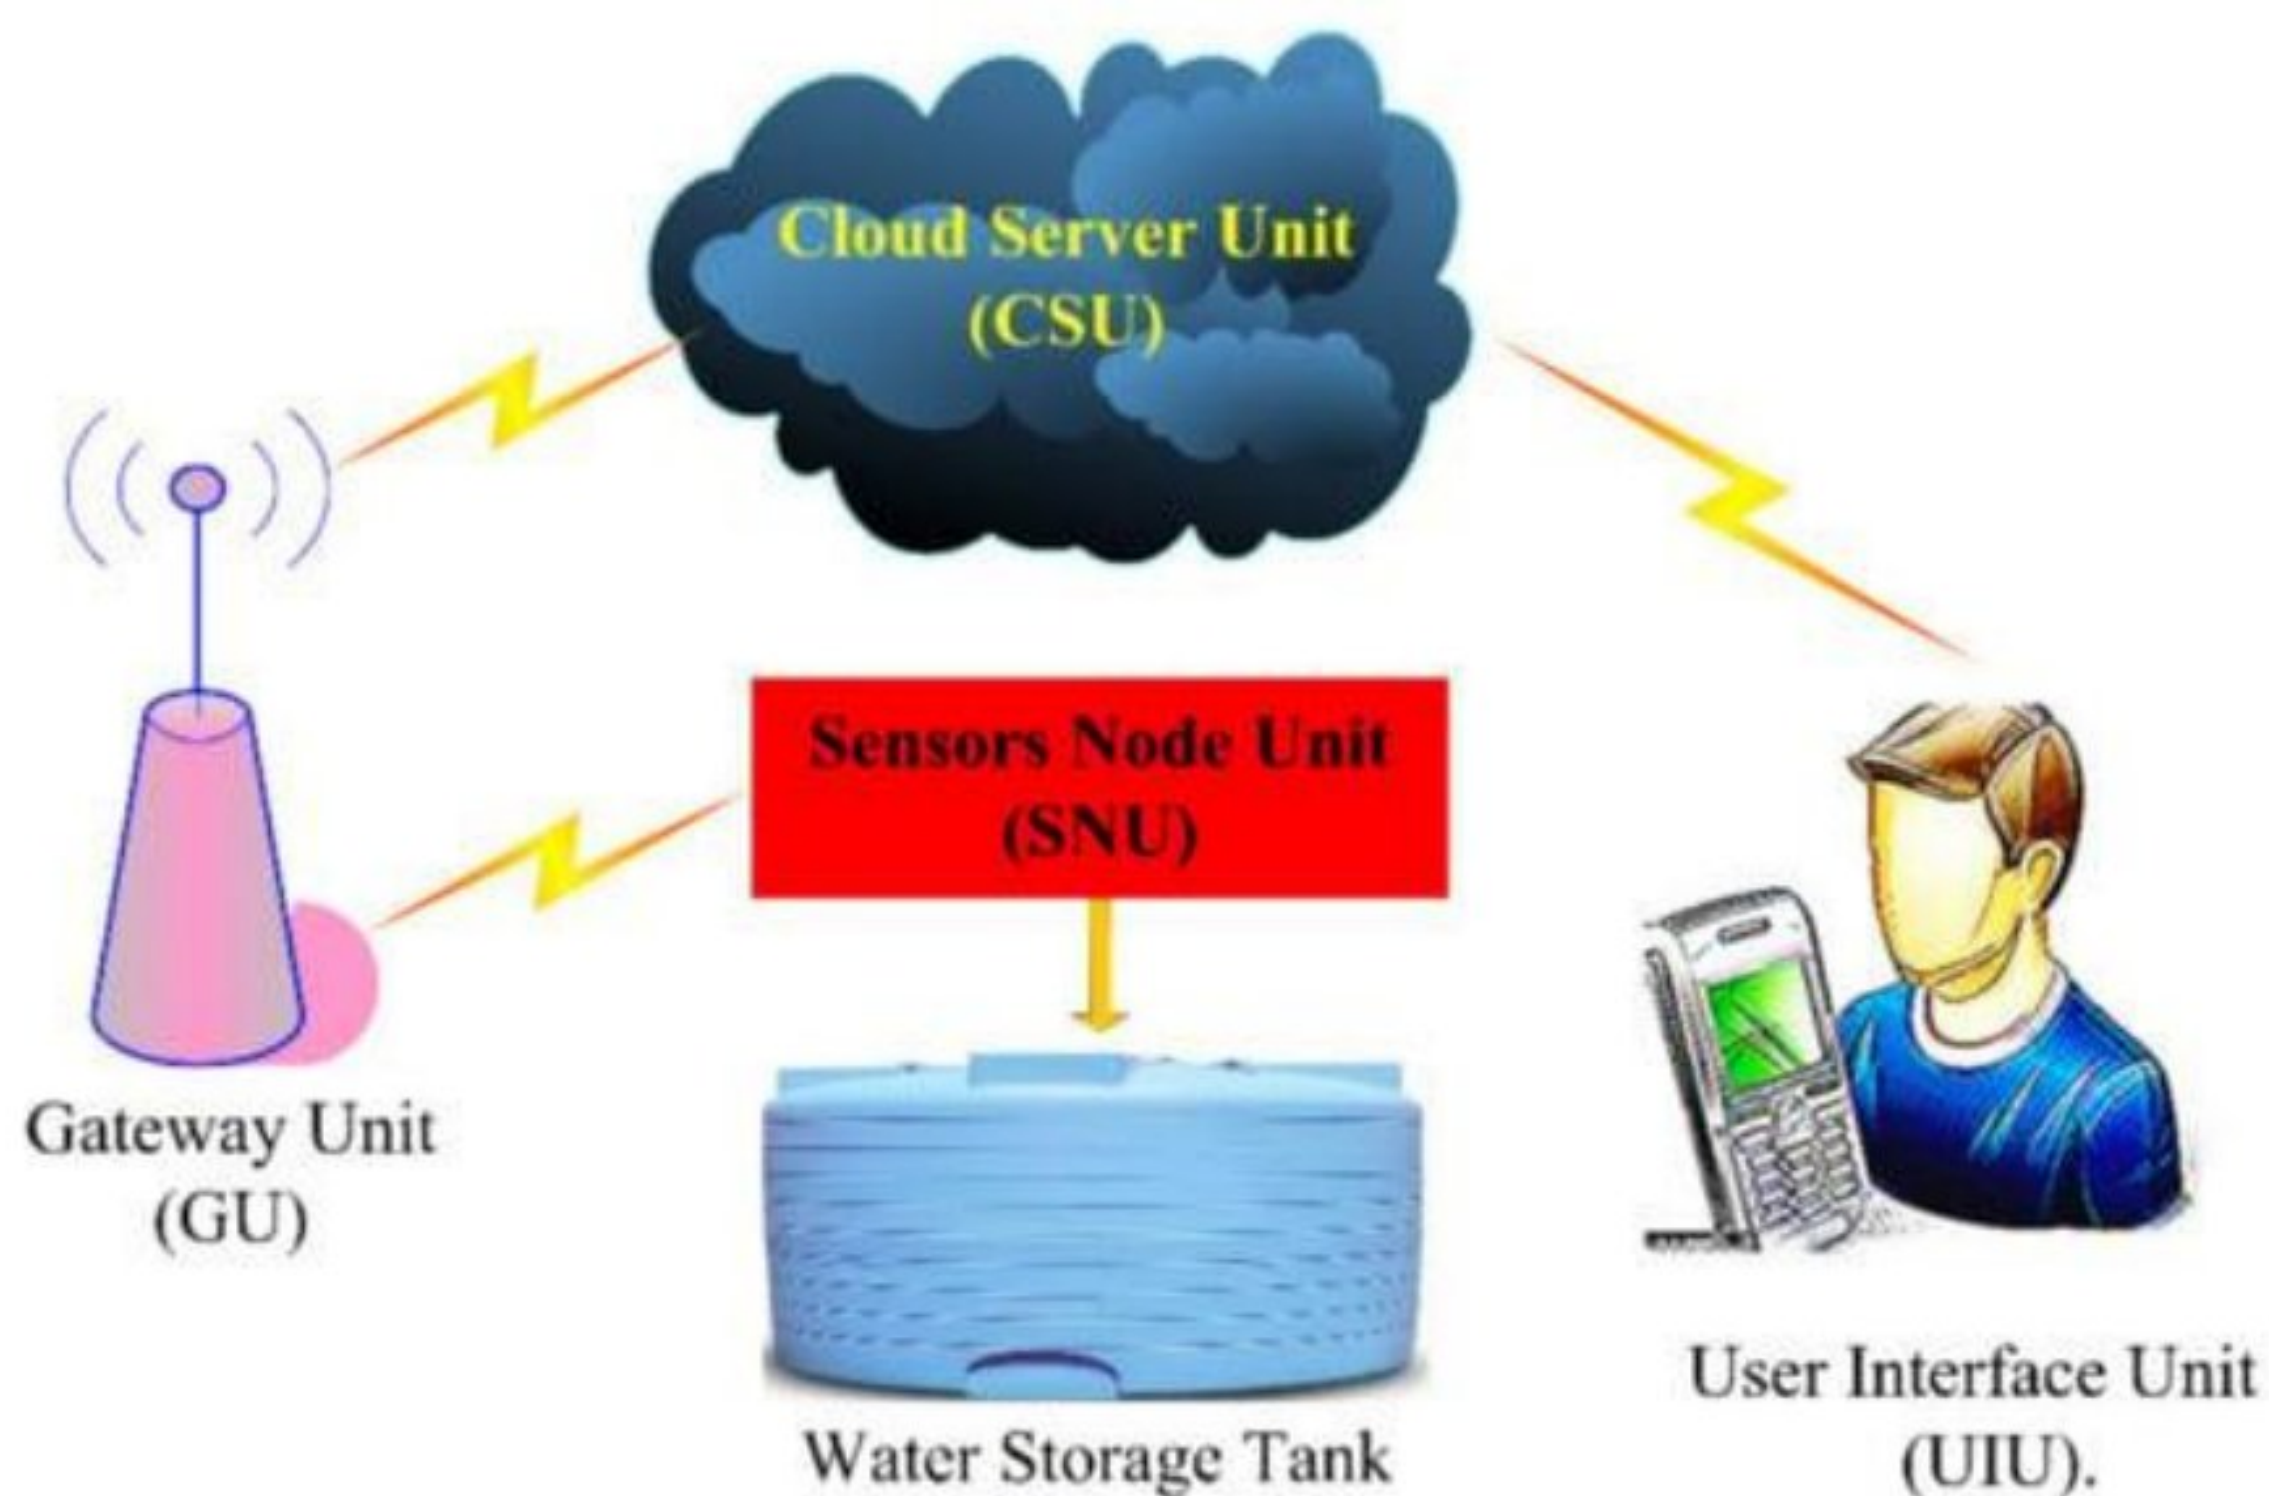 Cloud Server Unit
(CSU)
Sensors Node Unit
(SNU)
Gateway Unit
(GU)
Water Storage Tank
User Interface Unit
(UIU).